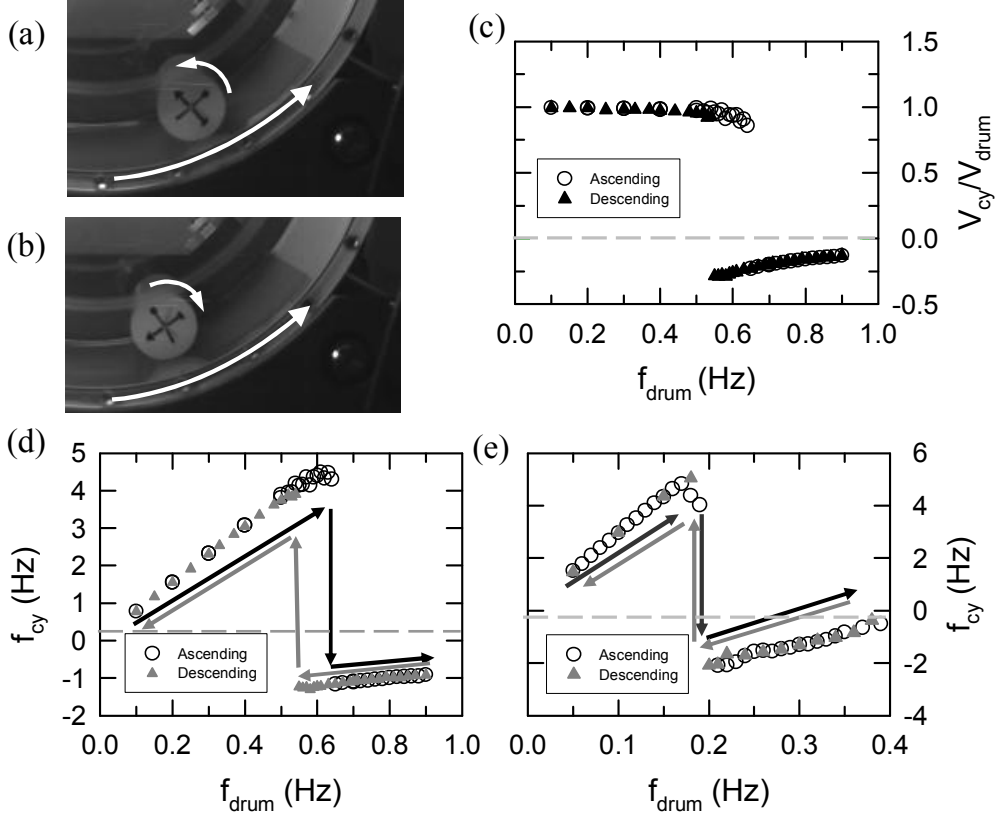 (a)
(b)
(c)
1.5
1.0
0.5
0.0
-0.5
V_cy/V_drum
Ascending
Descending
0.0 0.2 0.4 0.6 0.8 1.0
f_drum (Hz)
(d)
5
4
3
2
1
0
-1
-2
f_cy (Hz)
Ascending
Descending
0.0 0.2 0.4 0.6 0.8 1.0
f_drum (Hz)
(e)
6
4
2
0
-2
-4
f_cy (Hz)
Ascending
Descending
0.0 0.1 0.2 0.3 0.4
f_drum (Hz)